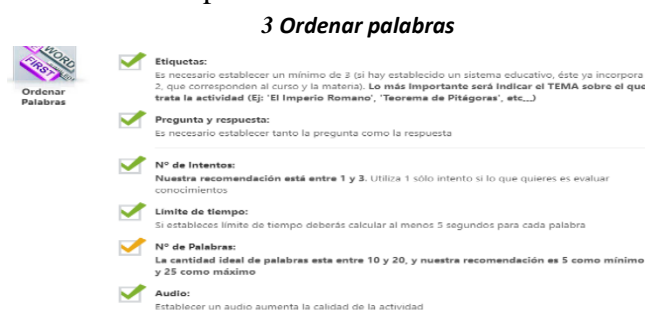 3 Ordenar palabras
WORD
FIRST
Ordenar
Palabras
Etiquetas:
Es necesario establecer un mínimo de 3 (si hay establecido un sistema educativo, éste ya incorpora
2, que corresponden al curso y la materia). Lo más importante será indicar el TEMA sobre el que
trata la actividad (Ej: 'El Imperio Romano', 'Teorema de Pitágoras', etc...)
Pregunta y respuesta:
Es necesario establecer tanto la pregunta como la respuesta
Nº de Intentos:
Nuestra recomendación está entre 1 y 3. Utiliza 1 sólo intento si lo que quieres es evaluar
conocimientos
Límite de tiempo:
Si estableces límite de tiempo deberás calcular al menos 5 segundos para cada palabra
Nº de Palabras:
La cantidad ideal de palabras esta entre 10 y 20, y nuestra recomendación es 5 como mínimo
y 25 como máximo
Audio:
Establecer un audio aumenta la calidad de la actividad